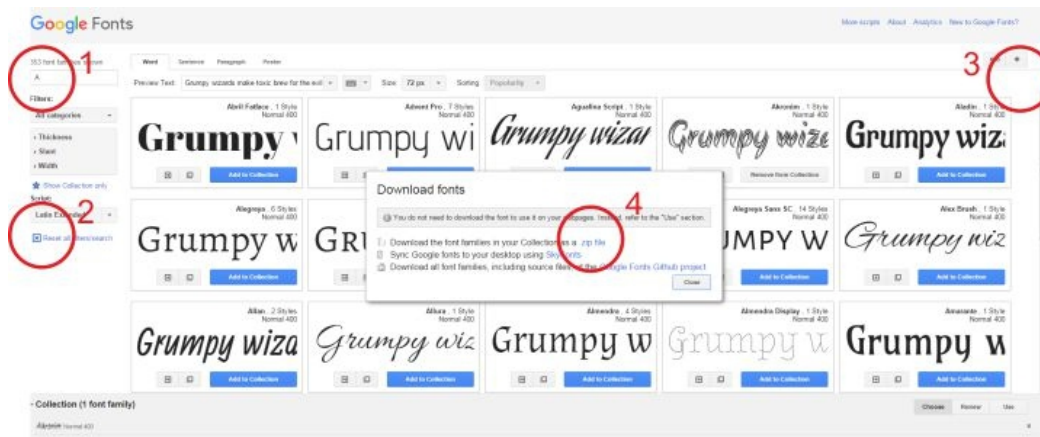 Google Fonts
More scripts About Analytics New to Google Fonts?
1
3
A
Word Sentence Paragraph Poster
Preview Text: Grumpy wizards make toxic brew for the evil Size: 72 px Sorting: Popularity
Filters:
All categories
Thickness
Slant
Width
Show Collection only
Script:
Latin Extended
2
Reset all filters/search
Abril Fatface, 1 Style
Normal 400
Grumpy
Add to Collection
Advent Pro, 7 Styles
Normal 400
Grumpy wi
Aguafina Script, 1 Style
Normal 400
Grumpy wizar
Akronim, 1 Style
Normal 400
Grumpy wiza
Remove from Collection
Aladin, 1 Style
Normal 400
Grumpy wiz
Add to Collection
Alegreya, 6 Styles
Normal 400
Grumpy w
Add to Collection
GR
Alegreya Sans SC, 14 Styles
Normal 400
UMPY W
Add to Collection
Alex Brush, 1 Style
Normal 400
Grumpy wiz
Add to Collection
Download fonts
4
You do not need to download the font to use it on your webpages. Instead, refer to the "Use" section.
Download the font families in your Collection as a .zip file
Sync Google fonts to your desktop using SkyFonts
Download all font families, including source files, at the Google Fonts Github project
Close
Allan, 2 Styles
Normal 400
Grumpy wiza
Add to Collection
Allura, 1 Style
Normal 400
Grumpy wiz
Add to Collection
Almendra, 4 Styles
Normal 400
Grumpy w
Add to Collection
Almendra Display, 1 Style
Normal 400
Grumpy w
Add to Collection
Amarante, 1 Style
Normal 400
Grumpy w
Add to Collection
- Collection (1 font family)
Choose Review Use
Akronim Normal 400